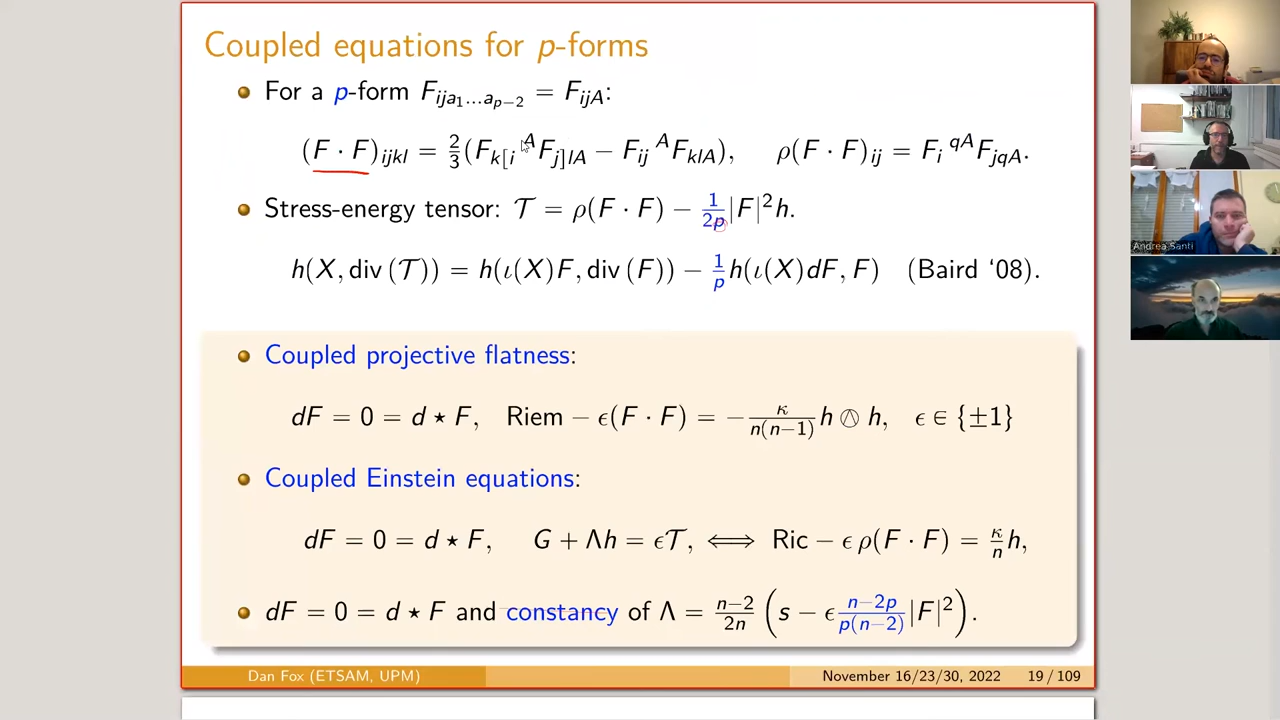 Coupled equations for p-forms
For a p-form F_{ija_1…a_{p−2}} = F_{ijA}:
(F · F)_{ijkl} = 2/3 (F_{k[i}^A F_{j]lA} − F_{ij}^A F_{klA}), ρ(F · F)_{ij} = F_i^{qA} F_{jqA}.
Stress-energy tensor: 𝒯 = ρ(F · F) − 1/2p |F|²h.
h(X, div (𝒯)) = h(ι(X)F, div (F)) − 1/p h(ι(X)dF, F) (Baird ‘08).
Coupled projective flatness:
dF = 0 = d ⋆ F, Riem − ϵ(F · F) = − κ/n(n−1) h ∧⃝ h, ϵ ∈ {±1}
Coupled Einstein equations:
dF = 0 = d ⋆ F, G + Λh = ϵ𝒯, ⟺ Ric − ϵ ρ(F · F) = κ/n h,
dF = 0 = d ⋆ F and constancy of Λ = n−2/2n (s − ϵ n−2p/p(n−2) |F|²).
Dan Fox (ETSAM, UPM) November 16/23/30, 2022 19 / 109
Andrea Santi